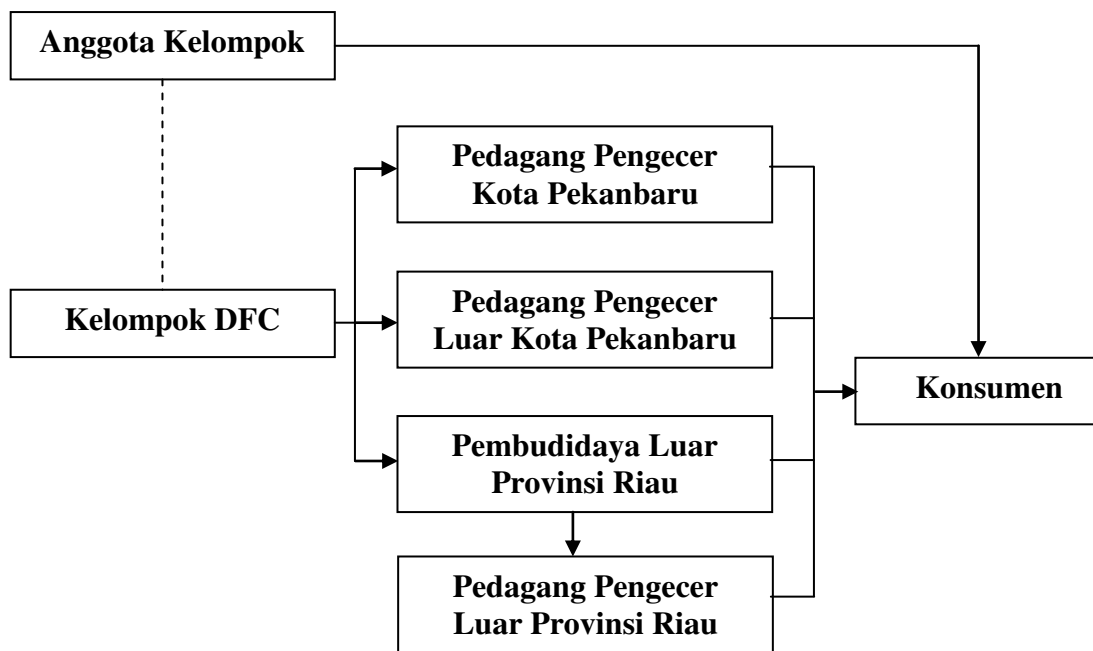 Anggota Kelompok
Pedagang Pengecer
Kota Pekanbaru
Kelompok DFC
Pedagang Pengecer
Luar Kota Pekanbaru
Konsumen
Pembudidaya Luar
Provinsi Riau
Pedagang Pengecer
Luar Provinsi Riau